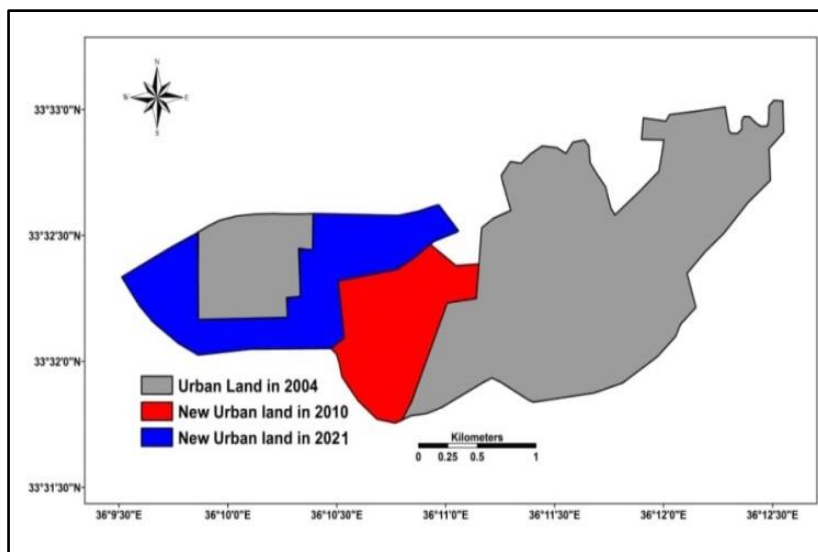 N
W E
S
33°33'0"N
33°32'30"N
33°32'0"N
33°31'30"N
Urban Land in 2004
New Urban land in 2010
New Urban land in 2021
Kilometers
0 0.25 0.5 1
36°9'30"E 36°10'0"E 36°10'30"E 36°11'0"E 36°11'30"E 36°12'0"E 36°12'30"E